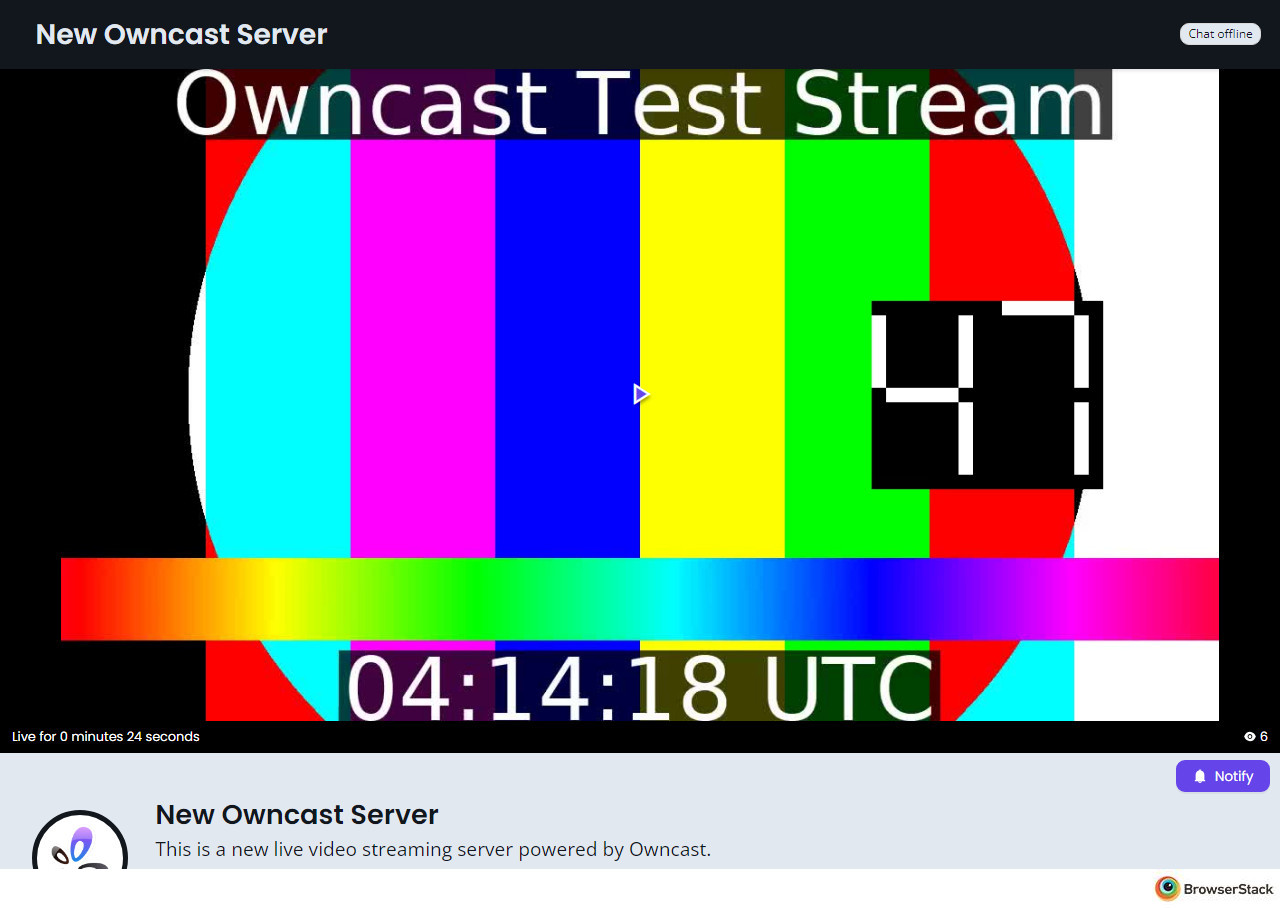 New Owncast Server
Chat offline
Owncast Test Stream
47
04:14:18 UTC
Live for 0 minutes 24 seconds
6
Notify
New Owncast Server
This is a new live video streaming server powered by Owncast.
BrowserStack